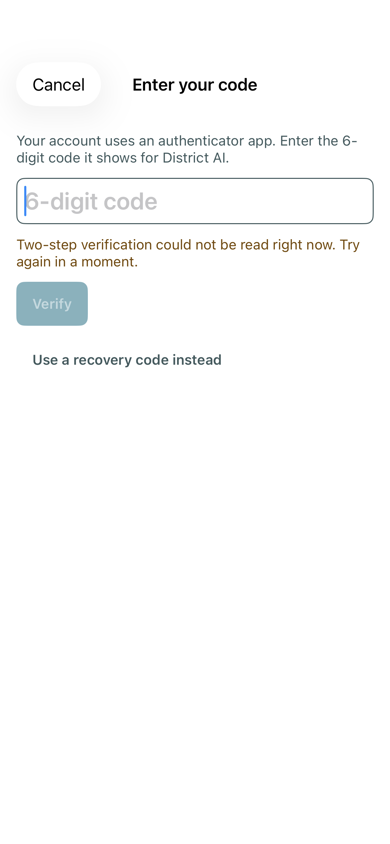 Cancel
Enter your code
Your account uses an authenticator app. Enter the 6-
digit code it shows for District AI.
6-digit code
Two-step verification could not be read right now. Try
again in a moment.
Verify
Use a recovery code instead